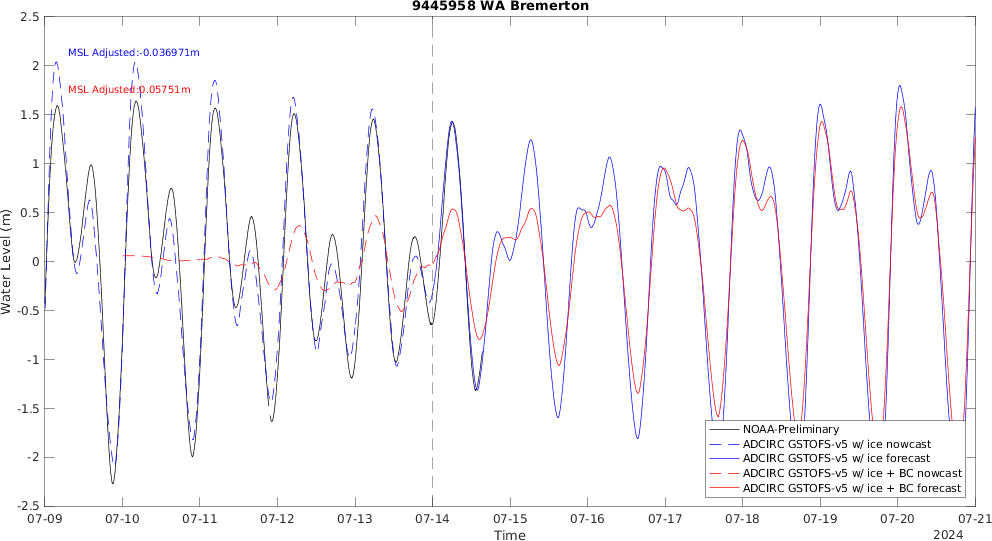 9445958 WA Bremerton
MSL Adjusted:-0.036971m
MSL Adjusted:0.05751m
Water Level (m)
2.5
2
1.5
1
0.5
0
-0.5
-1
-1.5
-2
-2.5
NOAA-Preliminary
ADCIRC GSTOFS-v5 w/ ice nowcast
ADCIRC GSTOFS-v5 w/ ice forecast
ADCIRC GSTOFS-v5 w/ ice + BC nowcast
ADCIRC GSTOFS-v5 w/ ice + BC forecast
07-09 07-10 07-11 07-12 07-13 07-14 07-15 07-16 07-17 07-18 07-19 07-20 07-21
Time
2024